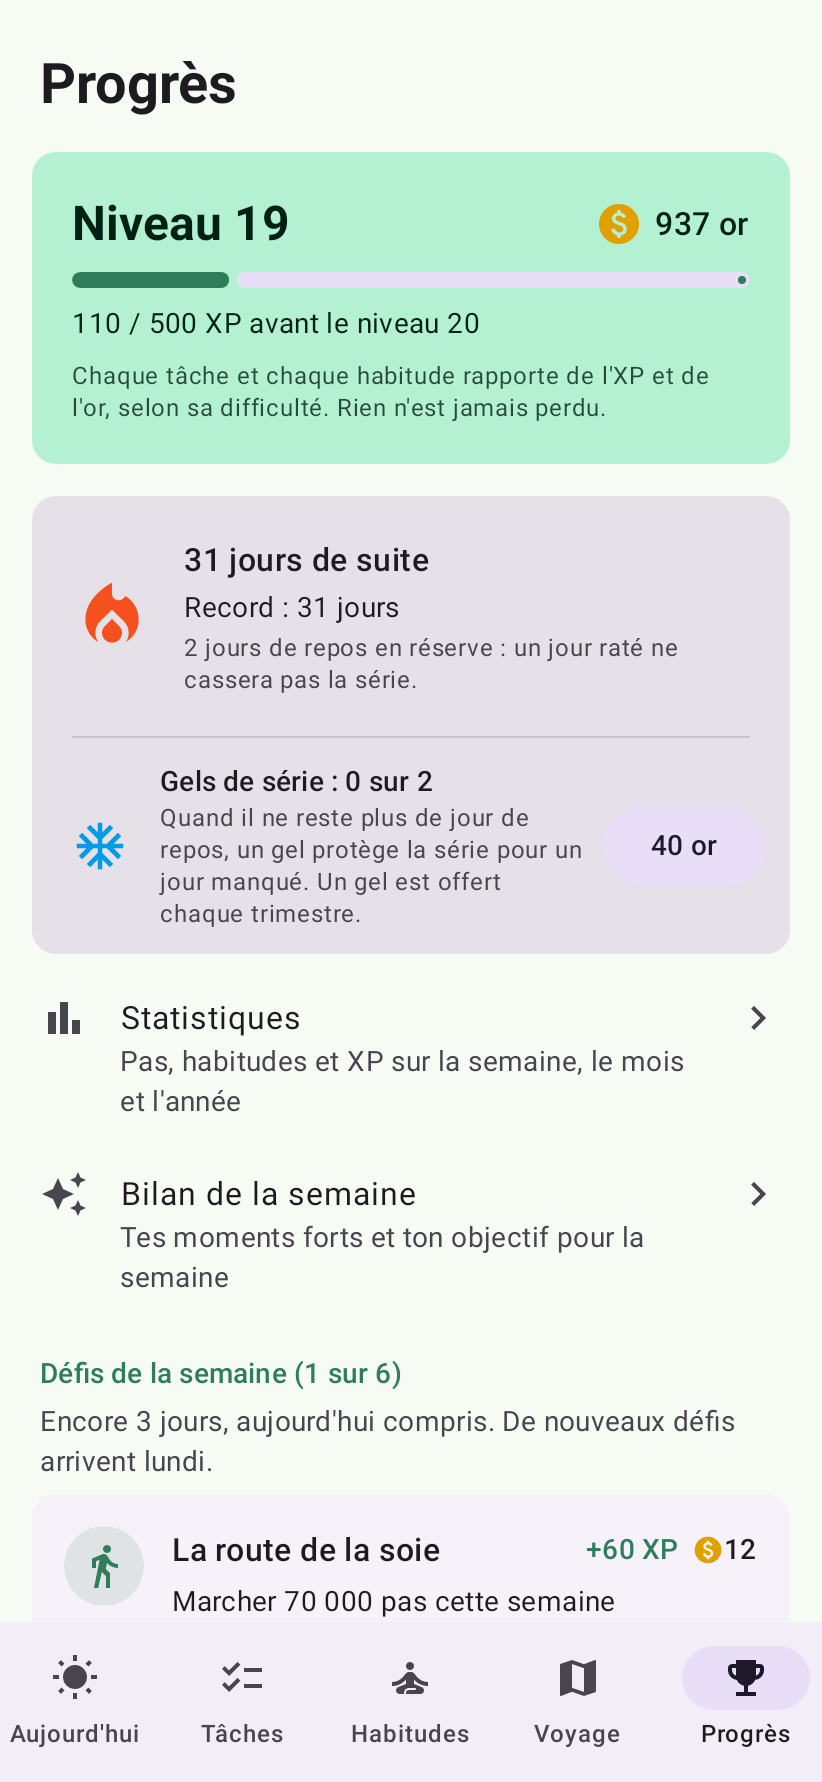 Progrès
Niveau 19
937 or
110 / 500 XP avant le niveau 20
Chaque tâche et chaque habitude rapporte de l'XP et de
l'or, selon sa difficulté. Rien n'est jamais perdu.
31 jours de suite
Record : 31 jours
2 jours de repos en réserve : un jour raté ne
cassera pas la série.
Gels de série : 0 sur 2
Quand il ne reste plus de jour de
repos, un gel protège la série pour un
jour manqué. Un gel est offert
chaque trimestre.
40 or
Statistiques
Pas, habitudes et XP sur la semaine, le mois
et l'année
Bilan de la semaine
Tes moments forts et ton objectif pour la
semaine
Défis de la semaine (1 sur 6)
Encore 3 jours, aujourd'hui compris. De nouveaux défis
arrivent lundi.
La route de la soie
+60 XP
12
Marcher 70 000 pas cette semaine
Aujourd'hui
Tâches
Habitudes
Voyage
Progrès